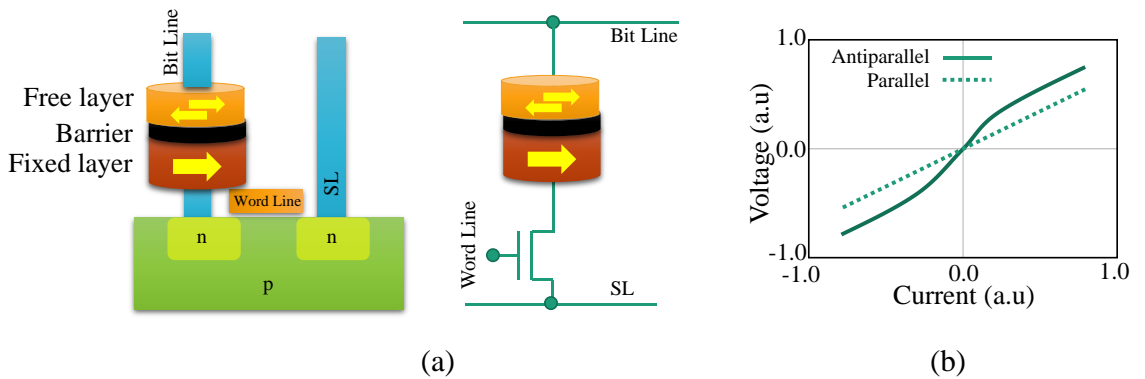 Bit Line
Free layer
Barrier
Fixed layer
Word Line
SL
n
n
p
Bit Line
Word Line
SL
(a)
1.0
Antiparallel
Parallel
Voltage (a.u)
0.0
-1.0
-1.0
0.0
1.0
Current (a.u)
(b)